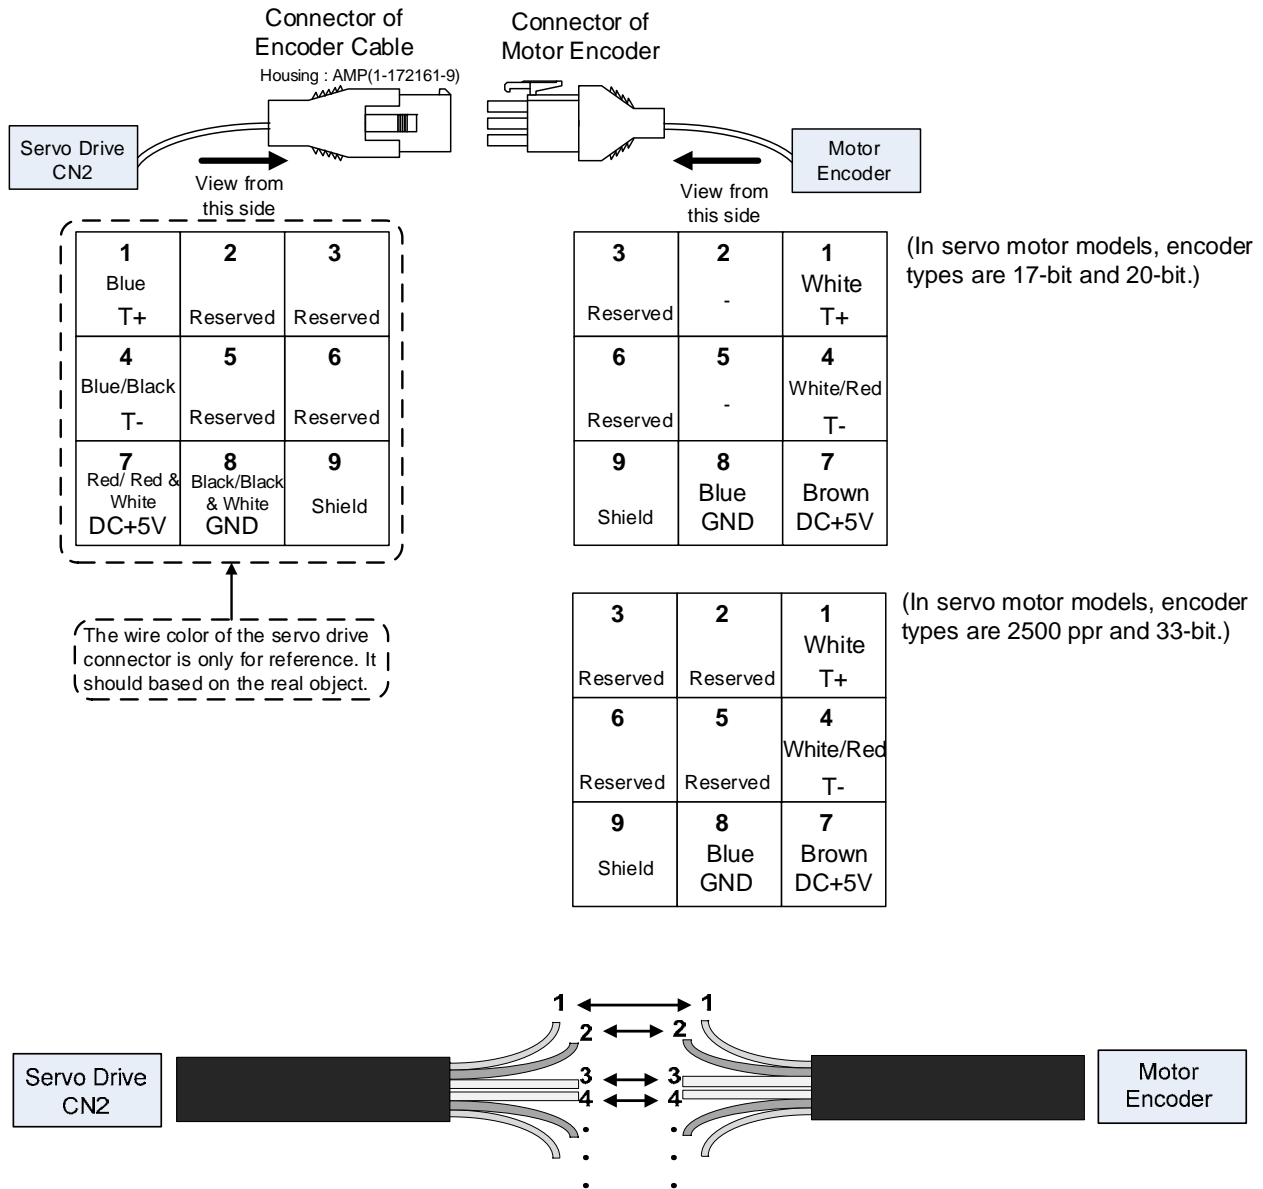 Connector of
Encoder Cable
Housing : AMP(1-172161-9)
Connector of
Motor Encoder
Servo Drive
CN2
View from
this side
Motor
Encoder
View from
this side
1
Blue
T+
2
Reserved
3
Reserved
4
Blue/Black
T-
5
Reserved
6
Reserved
7
Red/ Red &
White
DC+5V
8
Black/Black
& White
GND
9
Shield
The wire color of the servo drive
connector is only for reference. It
should based on the real object.
3
Reserved
2
-
1
White
T+
6
Reserved
5
-
4
White/Red
T-
9
Shield
8
Blue
GND
7
Brown
DC+5V
(In servo motor models, encoder
types are 17-bit and 20-bit.)
3
Reserved
2
Reserved
1
White
T+
6
Reserved
5
Reserved
4
White/Red
T-
9
Shield
8
Blue
GND
7
Brown
DC+5V
(In servo motor models, encoder
types are 2500 ppr and 33-bit.)
Servo Drive
CN2
1 1
2 2
3 3
4 4
. .
. .
Motor
Encoder